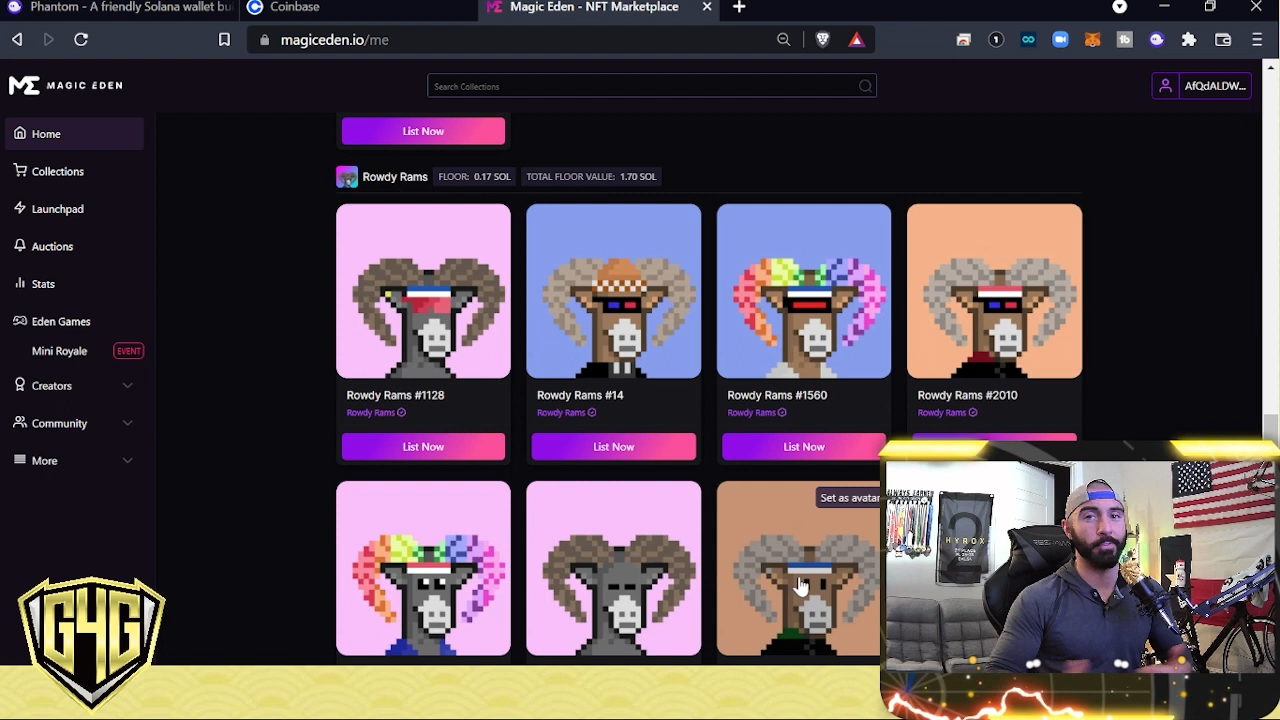 Phantom - A friendly Solana wallet bui
Coinbase
Magic Eden - NFT Marketplace
magiceden.io/me
MAGIC EDEN
Search Collections
AfQdALDW...
Home
Collections
Launchpad
Auctions
Stats
Eden Games
Mini Royale EVENT
Creators
Community
More
List Now
Rowdy Rams FLOOR: 0.17 SOL TOTAL FLOOR VALUE: 1.70 SOL
Rowdy Rams #1128
Rowdy Rams
List Now
Rowdy Rams #14
Rowdy Rams
List Now
Rowdy Rams #1560
Rowdy Rams
List Now
Rowdy Rams #2010
Rowdy Rams
Set as avatar
HYROX
G4G